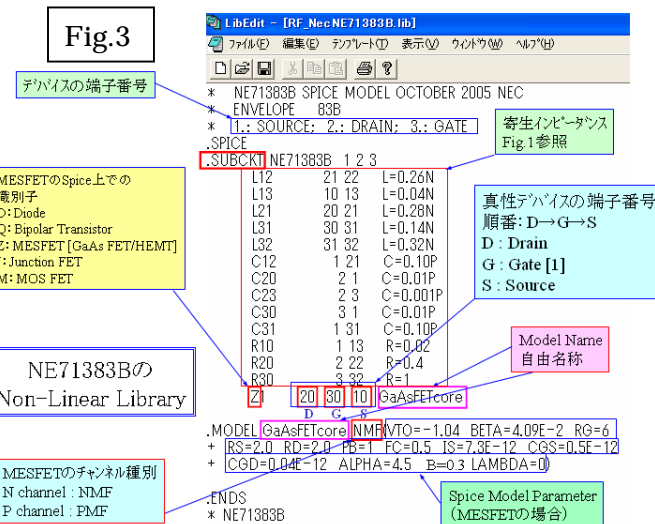 Fig.3
LibEdit - [RF_NecNE71383B.lib]
ファイル(F) 編集(E) テンプレート(T) 表示(V) ウィンドウ(W) ヘルプ(H)
デバイスの端子番号
* NE71383B SPICE MODEL OCTOBER 2005 NEC
* ENVELOPE 83B
* 1.: SOURCE; 2.: DRAIN; 3.: GATE
.SPICE
.SUBCKT NE71383B 1 2 3
寄生インピーダンス
Fig.1参照
L12 21 22 L=0.26N
L13 10 13 L=0.04N
L21 20 21 L=0.28N
L31 30 31 L=0.14N
L32 31 32 L=0.32N
C12 1 21 C=0.10P
C20 2 1 C=0.01P
C23 2 3 C=0.001P
C30 3 1 C=0.01P
C31 1 31 C=0.10P
R10 1 13 R=0.02
R20 2 22 R=0.4
R30 3 32 R=1
Z1 20 30 10 GaAsFETcore
D G S
MESFETのSpice上での
識別子
D: Diode
Q: Bipolar Transistor
Z: MESFET [GaAs FET/HEMT]
: Junction FET
M: MOS FET
真性デバイスの端子番号
順番: D→G→S
D : Drain
G : Gate [1]
S : Source
Model Name
自由名称
NE71383Bの
Non-Linear Library
.MODEL GaAsFETcore NMF(VTO=-1.04 BETA=4.09E-2 RG=6
+ RS=2.0 RD=2.0 PB=1 FC=0.5 IS=7.3E-12 CGS=0.5E-12
+ CGD=0.04E-12 ALPHA=4.5 B=0.3 LAMBDA=0)
MESFETのチャンネル種別
N channel : NMF
P channel : PMF
.ENDS
* NE71383B
Spice Model Parameter
(MESFETの場合)